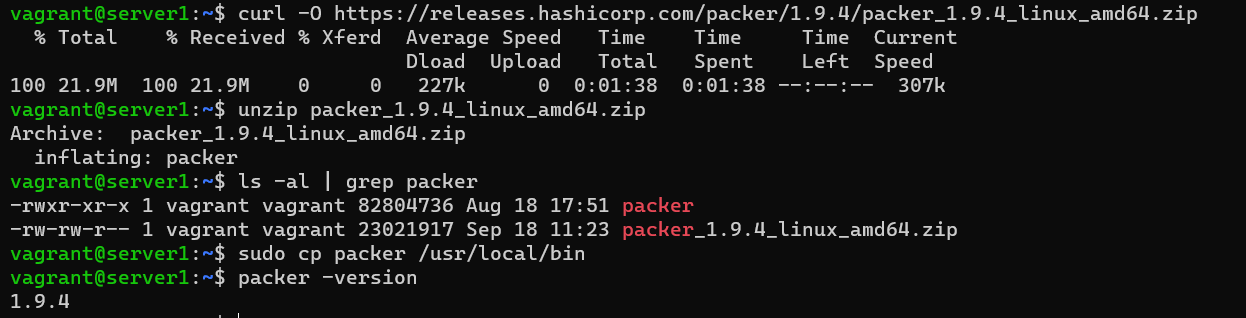 vagrant@server1:~$ curl -O https://releases.hashicorp.com/packer/1.9.4/packer_1.9.4_linux_amd64.zip
  % Total    % Received % Xferd  Average Speed   Time    Time     Time  Current
                                 Dload  Upload   Total   Spent    Left  Speed
100 21.9M  100 21.9M    0     0   227k      0  0:01:38  0:01:38 --:--:--  307k
vagrant@server1:~$ unzip packer_1.9.4_linux_amd64.zip
Archive:  packer_1.9.4_linux_amd64.zip
  inflating: packer
vagrant@server1:~$ ls -al | grep packer
-rwxr-xr-x 1 vagrant vagrant 82804736 Aug 18 17:51 packer
-rw-rw-r-- 1 vagrant vagrant 23021917 Sep 18 11:23 packer_1.9.4_linux_amd64.zip
vagrant@server1:~$ sudo cp packer /usr/local/bin
vagrant@server1:~$ packer -version
1.9.4